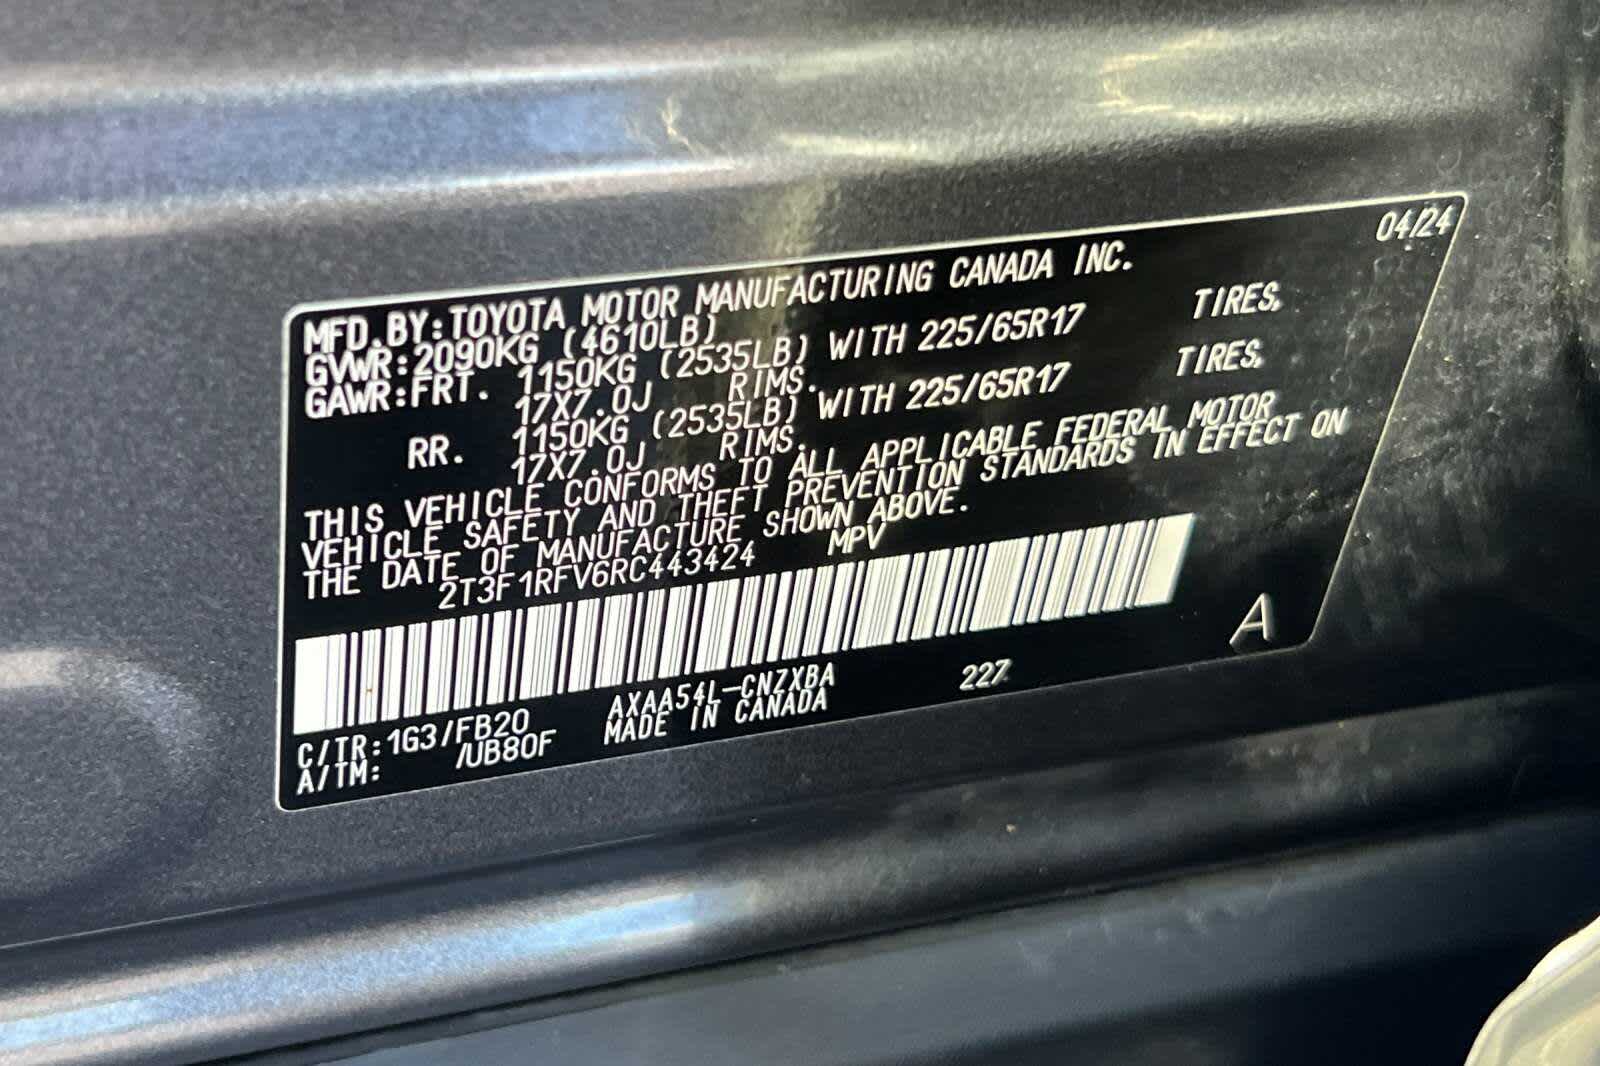 04/24
MFD.BY:TOYOTA MOTOR MANUFACTURING CANADA INC.
GVWR:2090KG (4610LB)
GAWR:FRT. 1150KG (2535LB) WITH 225/65R17 TIRES,
17X7.0J RIMS.
RR. 1150KG (2535LB) WITH 225/65R17 TIRES,
17X7.0J RIMS.
THIS VEHICLE CONFORMS TO ALL APPLICABLE FEDERAL MOTOR
VEHICLE SAFETY AND THEFT PREVENTION STANDARDS IN EFFECT ON
THE DATE OF MANUFACTURE SHOWN ABOVE.
2T3F1RFV6RC443424 MPV
A
C/TR:1G3/FB20 AXAA54L-CNZXBA 227
A/TM: /UB80F MADE IN CANADA